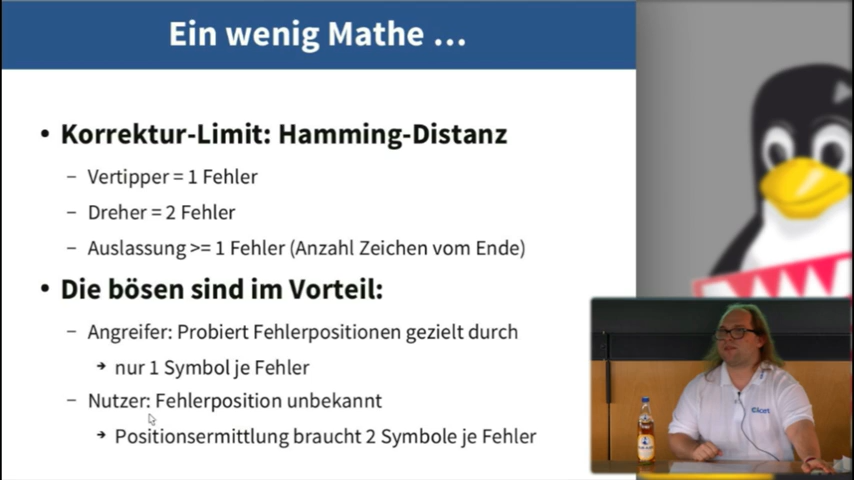 Ein wenig Mathe ...
• Korrektur-Limit: Hamming-Distanz
– Vertipper = 1 Fehler
– Dreher = 2 Fehler
– Auslassung >= 1 Fehler (Anzahl Zeichen vom Ende)
• Die bösen sind im Vorteil:
– Angreifer: Probiert Fehlerpositionen gezielt durch
➔ nur 1 Symbol je Fehler
– Nutzer: Fehlerposition unbekannt
➔ Positionsermittlung braucht 2 Symbole je Fehler